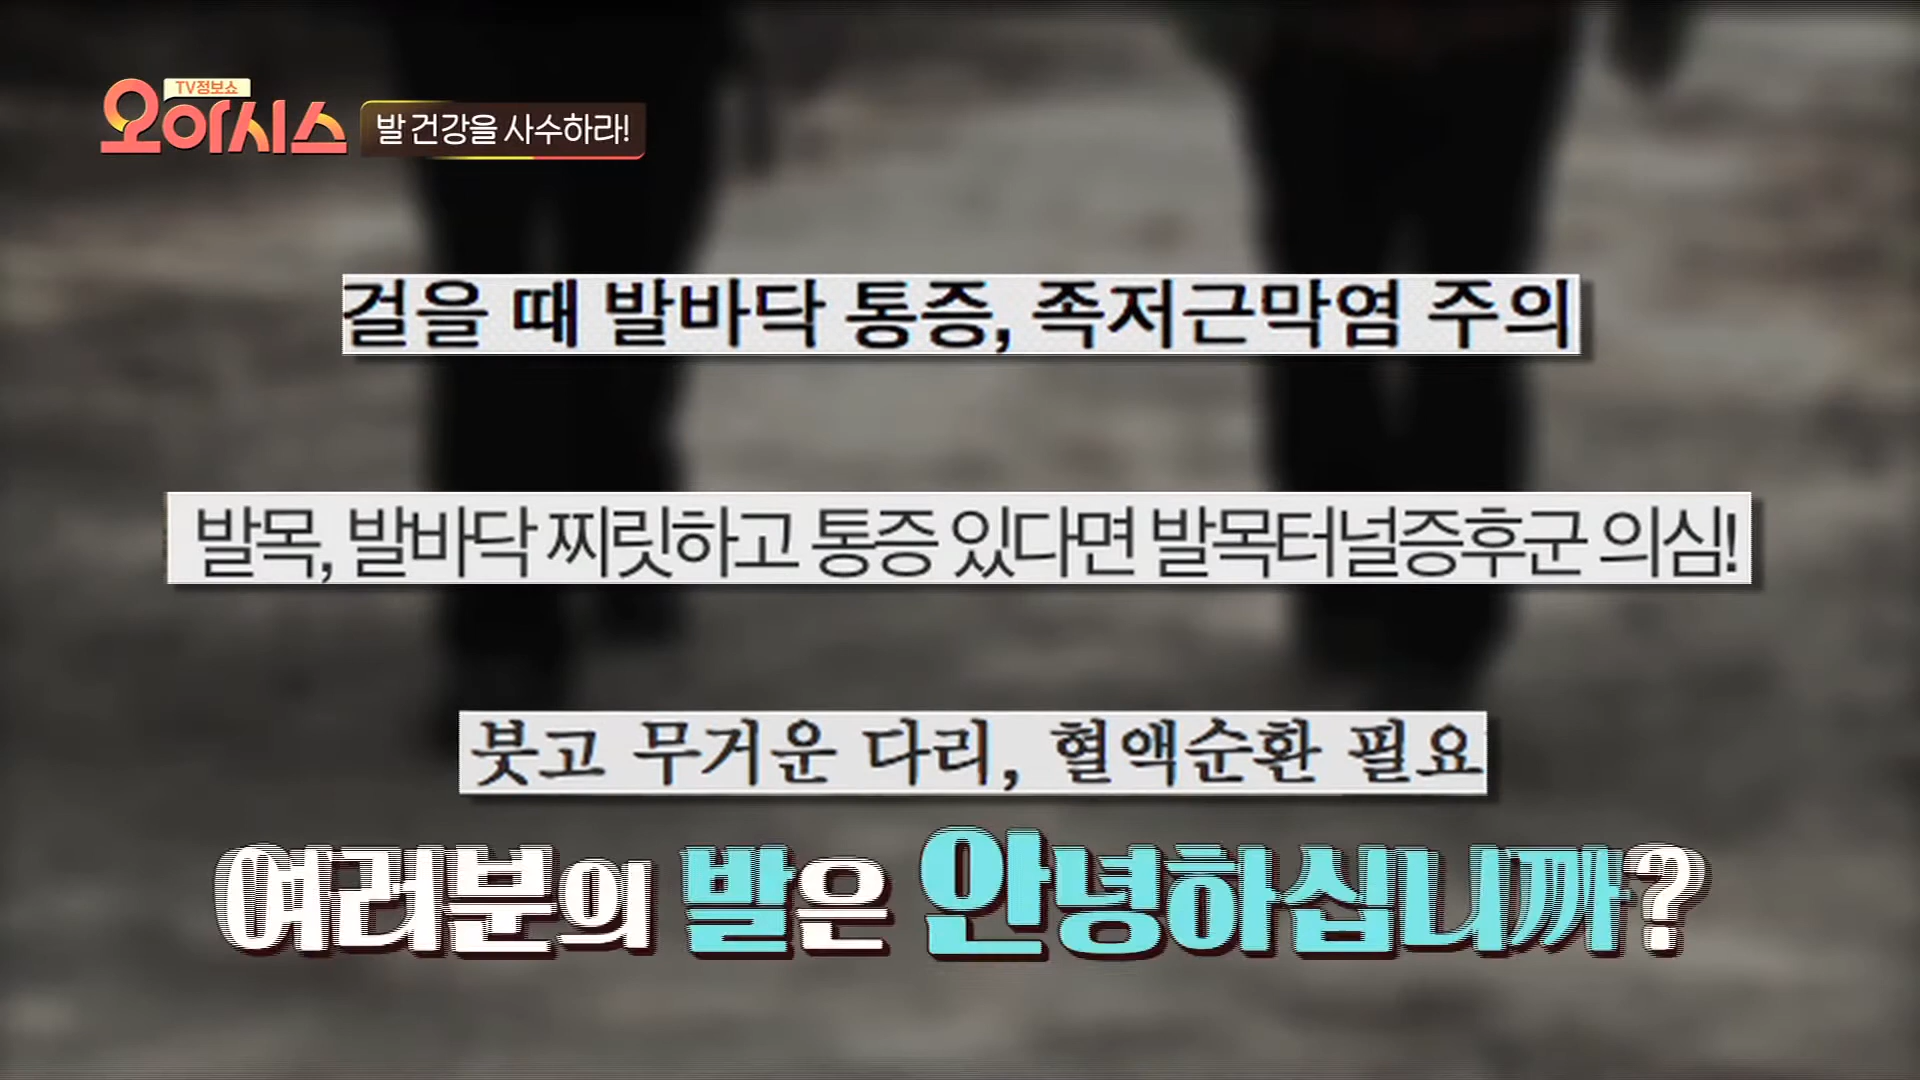 TV정보쇼
오아시스
발 건강을 사수하라!
걸을 때 발바닥 통증, 족저근막염 주의
발목, 발바닥 찌릿하고 통증 있다면 발목터널증후군 의심!
붓고 무거운 다리, 혈액순환 필요
여러분의 발은 안녕하십니까?